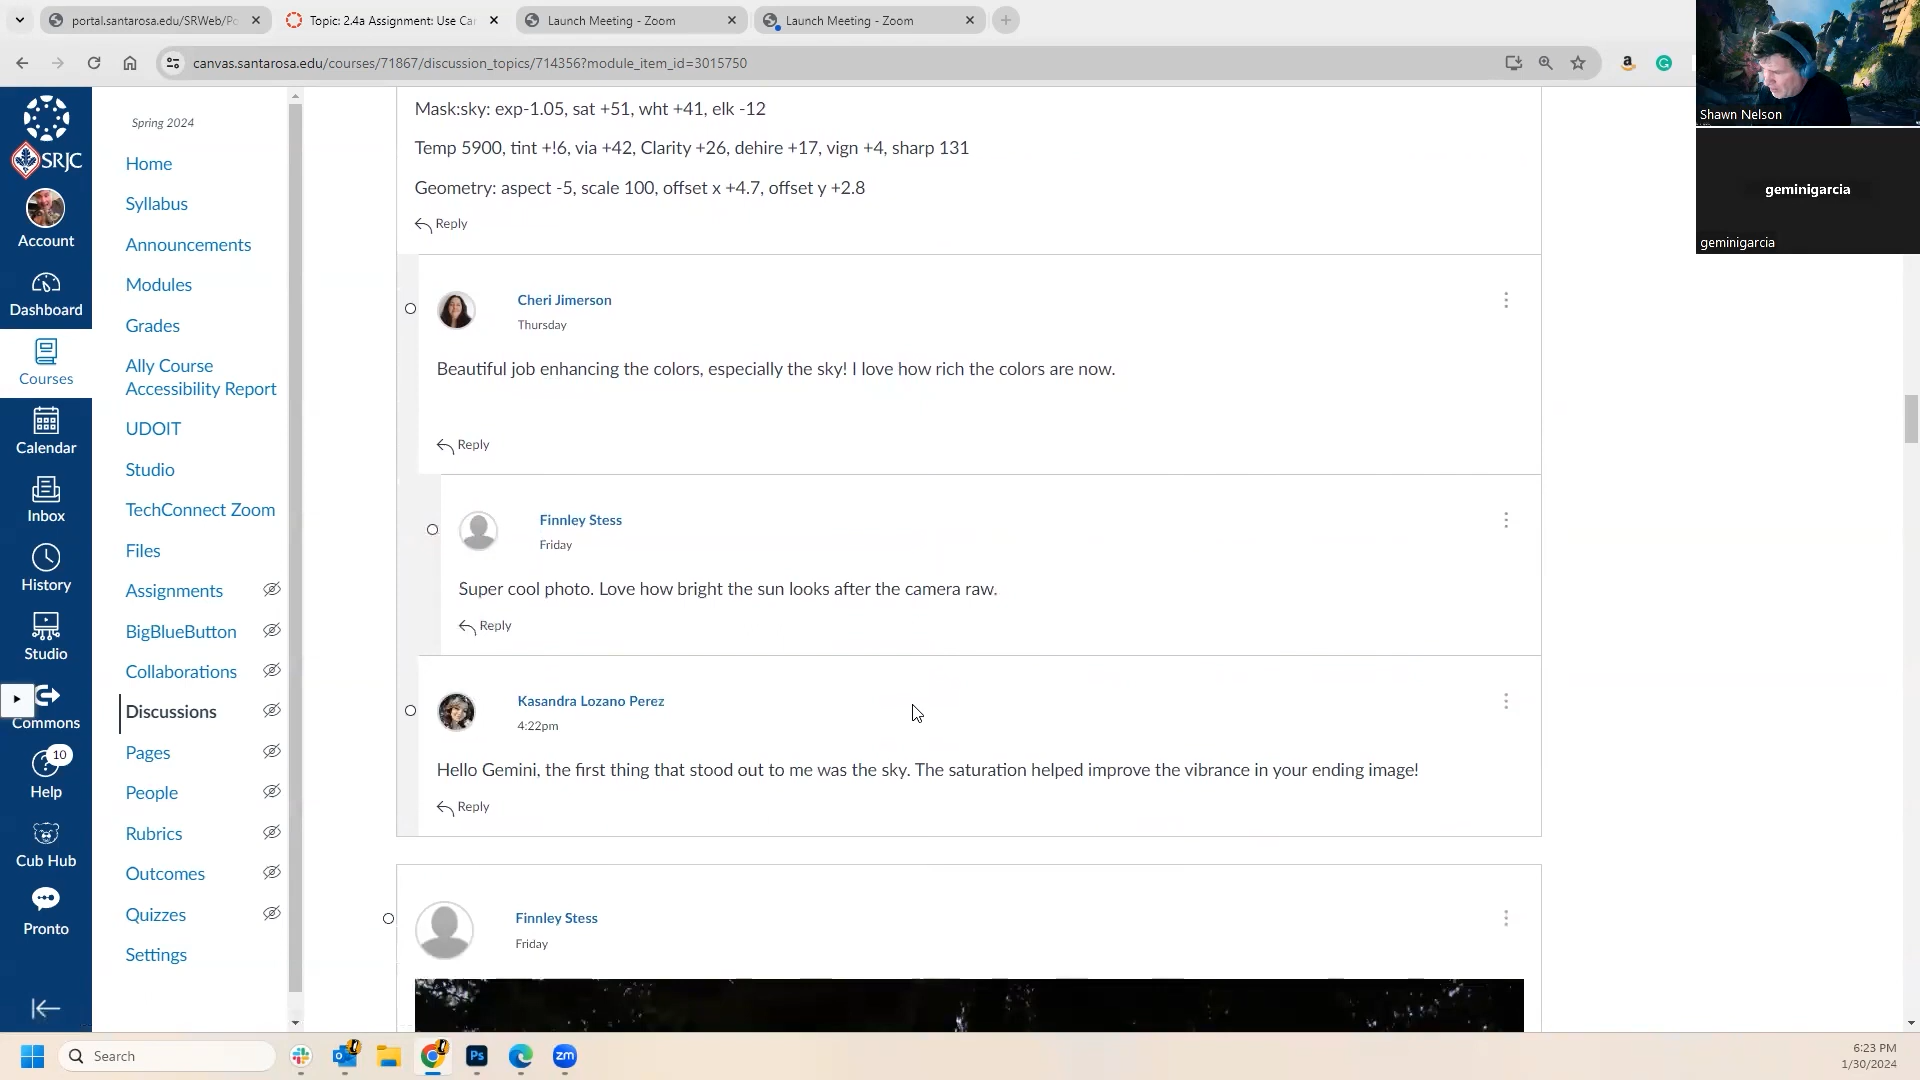 portal.santarosa.edu/SRWeb/Po
Topic: 2.4a Assignment: Use Car
Launch Meeting - Zoom
Launch Meeting - Zoom
canvas.santarosa.edu/courses/71867/discussion_topics/714356?module_item_id=3015750
Shawn Nelson
geminigarcia
geminigarcia
SRJC
Account
Dashboard
Courses
Calendar
Inbox
History
Studio
Commons
10
Help
Cub Hub
Pronto
Spring 2024
Home
Syllabus
Announcements
Modules
Grades
Ally Course
Accessibility Report
UDOIT
Studio
TechConnect Zoom
Files
Assignments
BigBlueButton
Collaborations
Discussions
Pages
People
Rubrics
Outcomes
Quizzes
Settings
Mask:sky: exp-1.05, sat +51, wht +41, elk -12
Temp 5900, tint +!6, via +42, Clarity +26, dehire +17, vign +4, sharp 131
Geometry: aspect -5, scale 100, offset x +4.7, offset y +2.8
Reply
Cheri Jimerson
Thursday
Beautiful job enhancing the colors, especially the sky! I love how rich the colors are now.
Reply
Finnley Stess
Friday
Super cool photo. Love how bright the sun looks after the camera raw.
Reply
Kasandra Lozano Perez
4:22pm
Hello Gemini, the first thing that stood out to me was the sky. The saturation helped improve the vibrance in your ending image!
Reply
Finnley Stess
Friday
Search
Ps
zm
6:23 PM
1/30/2024